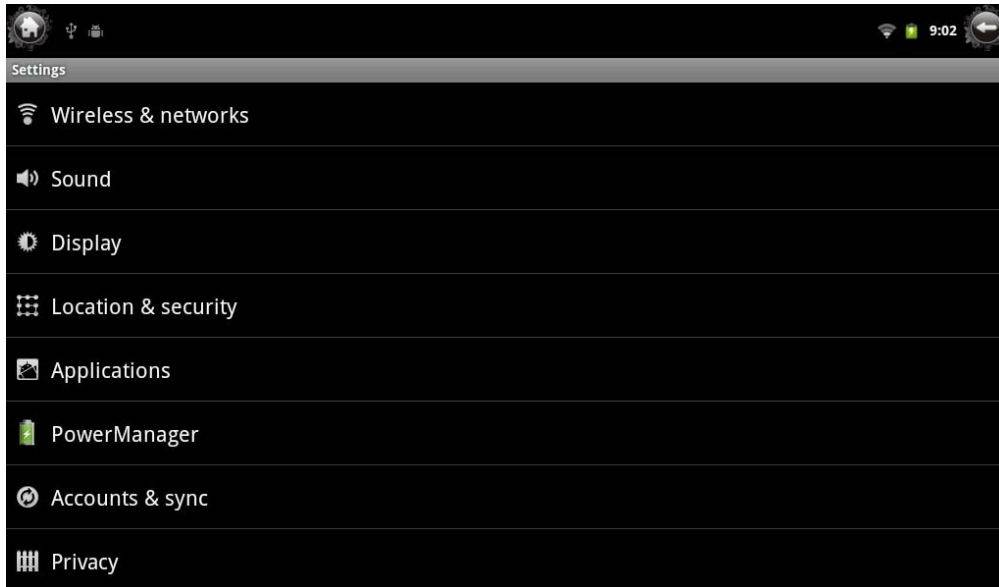 9:02
Settings
Wireless & networks
Sound
Display
Location & security
Applications
PowerManager
Accounts & sync
Privacy